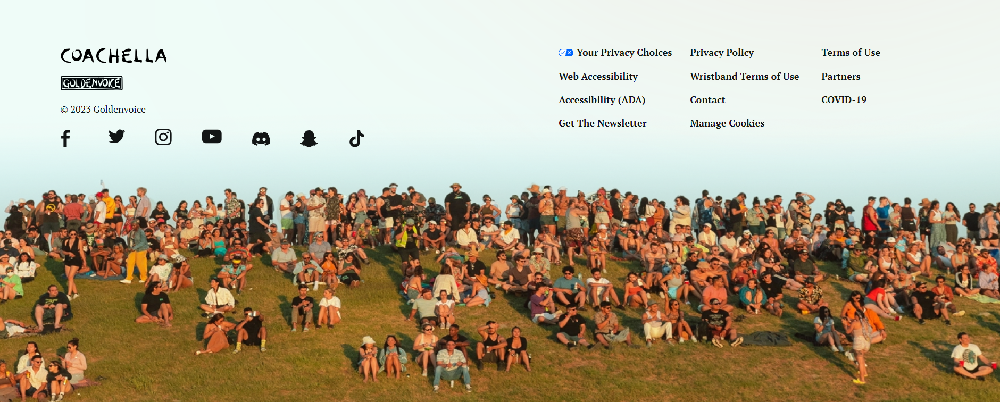 COACHELLA
GOLDENVOICE
© 2023 Goldenvoice
Your Privacy Choices
Web Accessibility
Accessibility (ADA)
Get The Newsletter
Privacy Policy
Wristband Terms of Use
Contact
Manage Cookies
Terms of Use
Partners
COVID-19